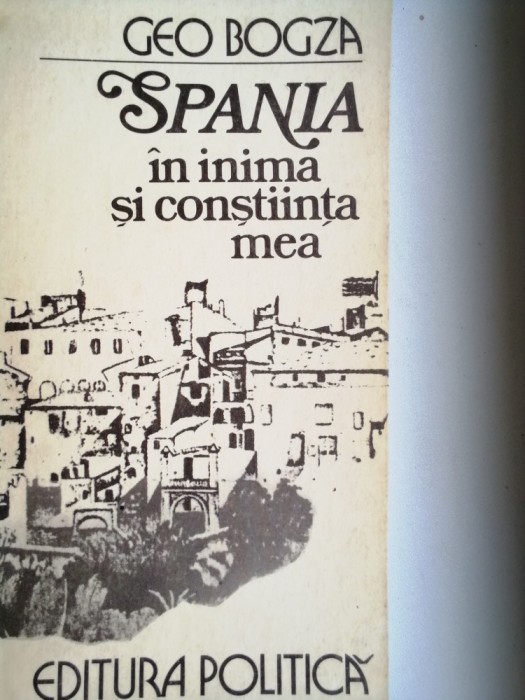 GEO BOGZA
SPANIA
în inima
și conștiința
mea
EDITURA POLITICĂ